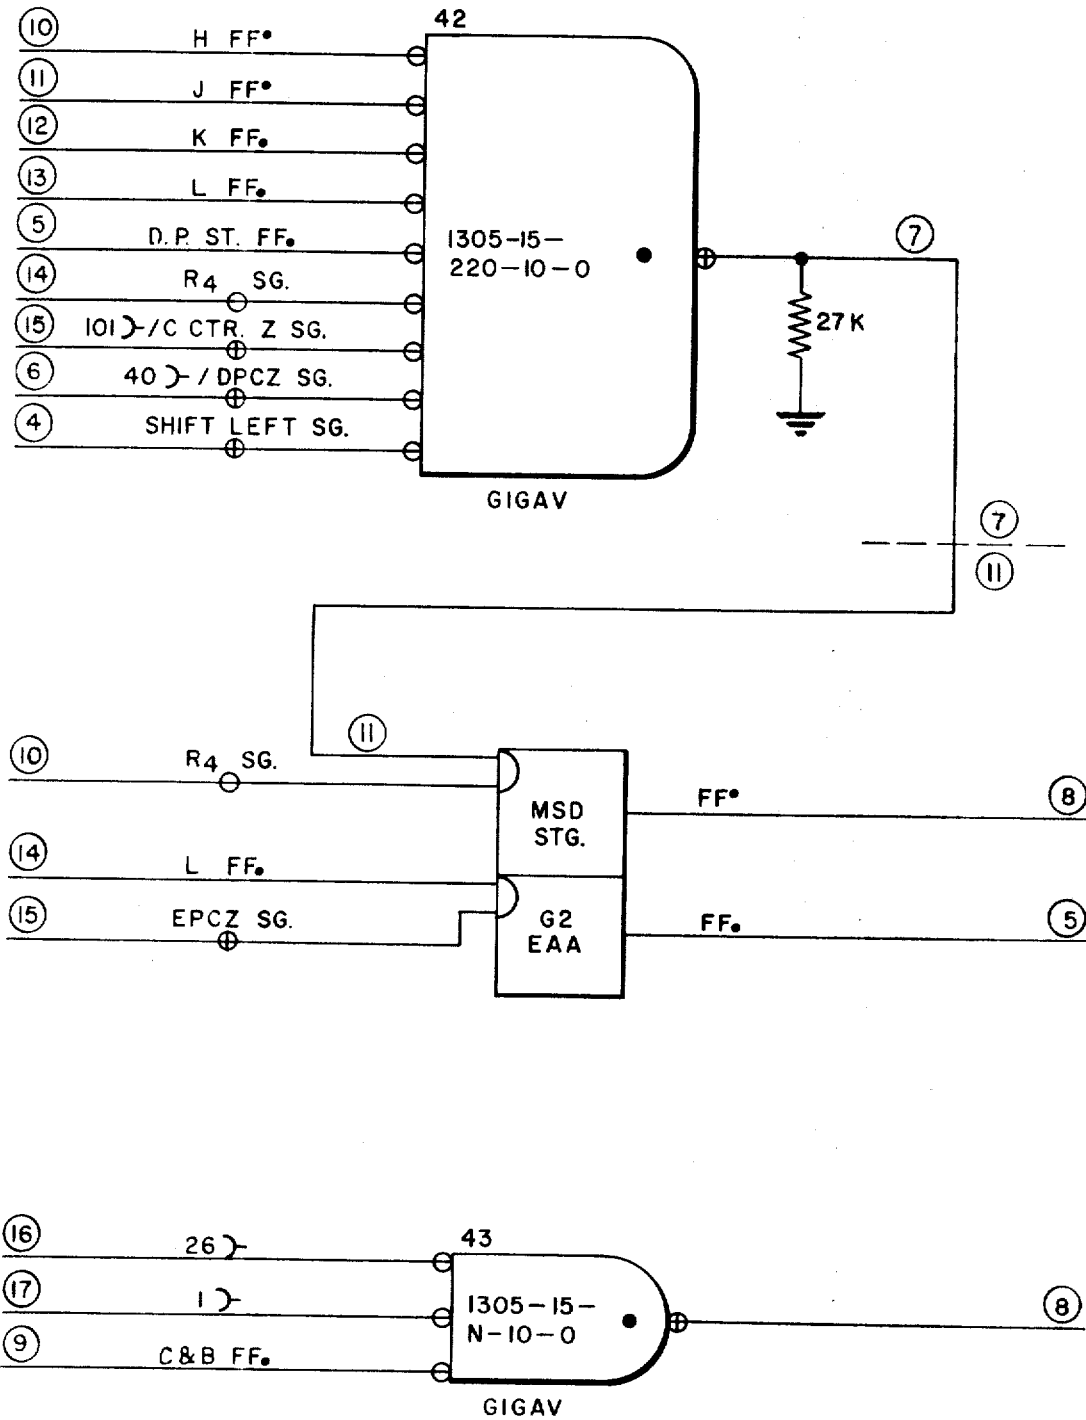 42
10 H FF•
11 J FF•
12 K FF.
13 L FF.
5 D.P. ST. FF.
14 R4 SG.
15 101 >-/C CTR. Z SG.
6 40 >-/DPCZ SG.
4 SHIFT LEFT SG.
1305-15-
220-10-0
7
27K
GIGAV
7
11
11
10 R4 SG.
MSD
STG.
FF• 8
14 L FF.
15 EPCZ SG.
G2
EAA
FF. 5
43
16 26 >-
17 1 >-
9 C&B FF.
1305-15-
N-10-0
8
GIGAV